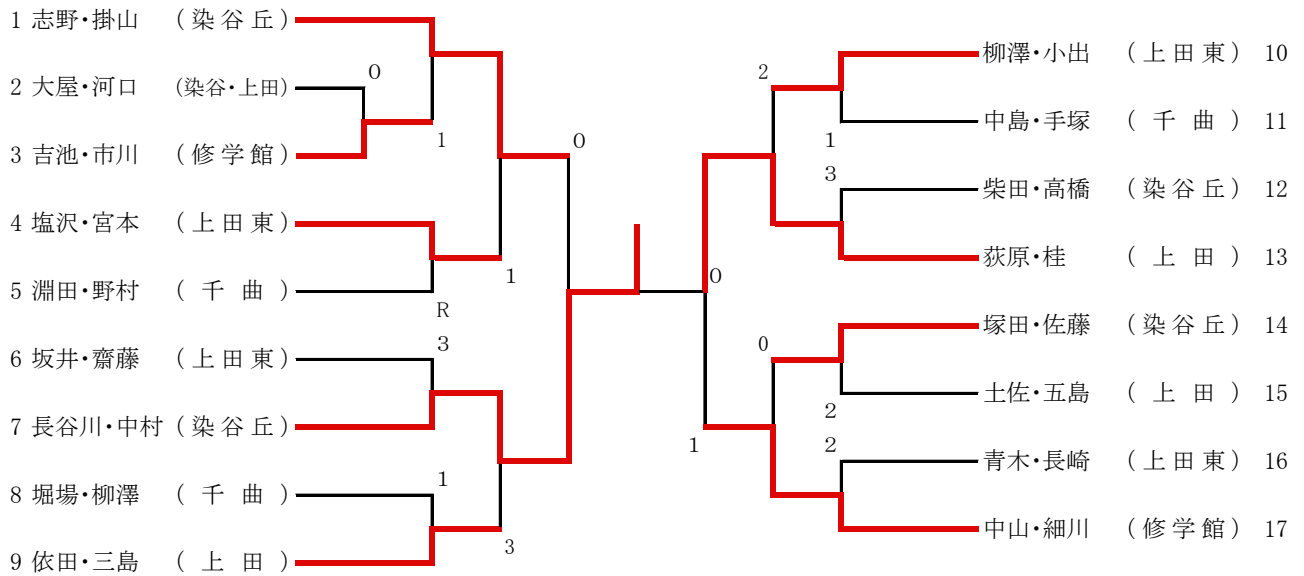 1 志野・掛山 (染谷丘)
2 大屋・河口 (染谷・上田)
3 吉池・市川 (修学館)
4 塩沢・宮本 (上田東)
5 淵田・野村 (千曲)
6 坂井・齋藤 (上田東)
7 長谷川・中村 (染谷丘)
8 堀場・柳澤 (千曲)
9 依田・三島 (上田)
0
1
1
R
3
1
3
0
0
1
2
1
3
0
2
2
柳澤・小出 (上田東) 10
中島・手塚 (千曲) 11
柴田・高橋 (染谷丘) 12
荻原・桂 (上田) 13
塚田・佐藤 (染谷丘) 14
土佐・五島 (上田) 15
青木・長崎 (上田東) 16
中山・細川 (修学館) 17